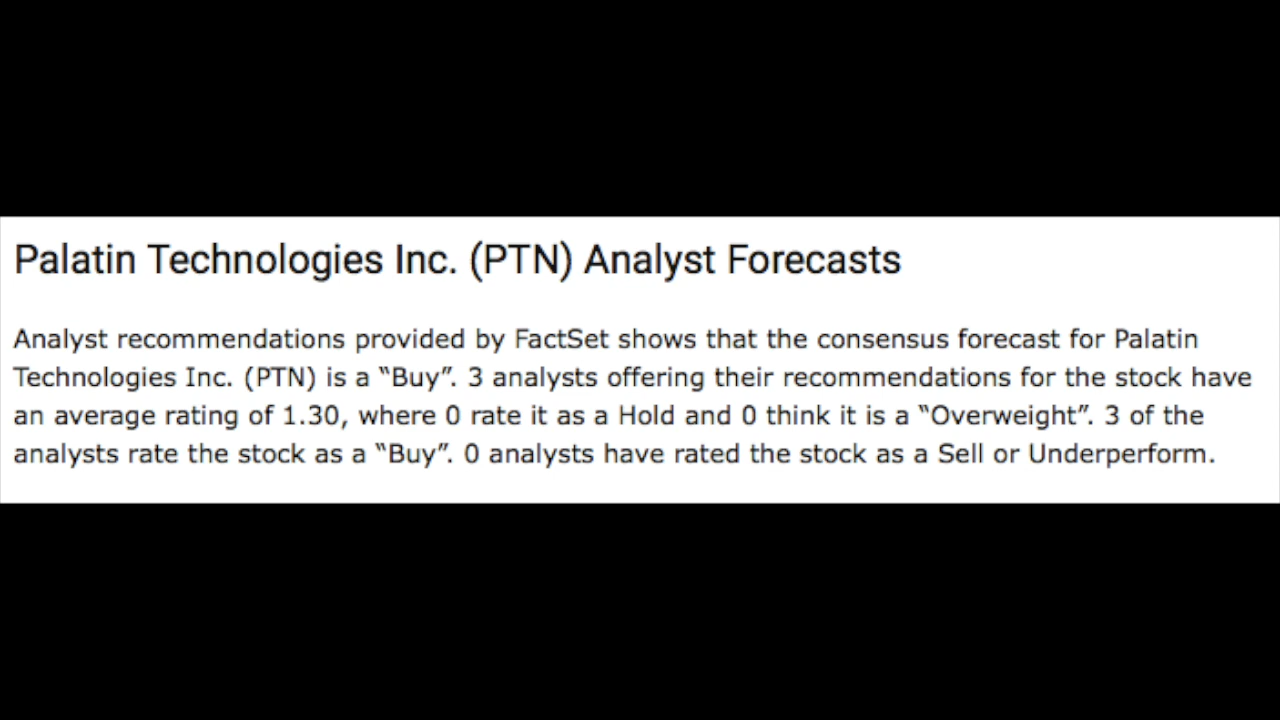 Palatin Technologies Inc. (PTN) Analyst Forecasts
Analyst recommendations provided by FactSet shows that the consensus forecast for Palatin
Technologies Inc. (PTN) is a “Buy”. 3 analysts offering their recommendations for the stock have
an average rating of 1.30, where 0 rate it as a Hold and 0 think it is a “Overweight”. 3 of the
analysts rate the stock as a “Buy”. 0 analysts have rated the stock as a Sell or Underperform.